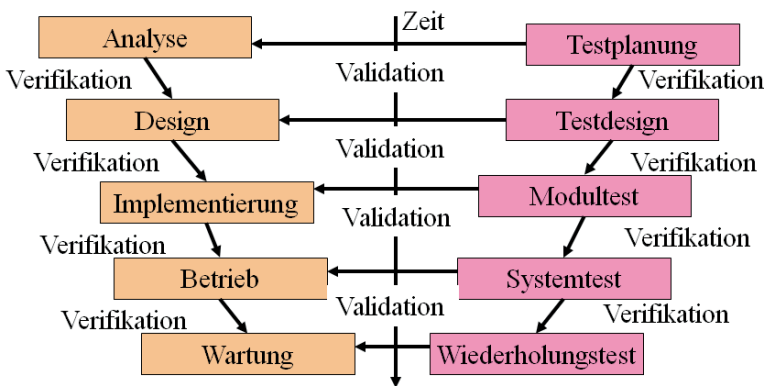 Zeit
Analyse
Testplanung
Verifikation
Validation
Verifikation
Design
Testdesign
Verifikation
Validation
Verifikation
Implementierung
Modultest
Verifikation
Validation
Verifikation
Betrieb
Systemtest
Verifikation
Validation
Verifikation
Wartung
Wiederholungstest